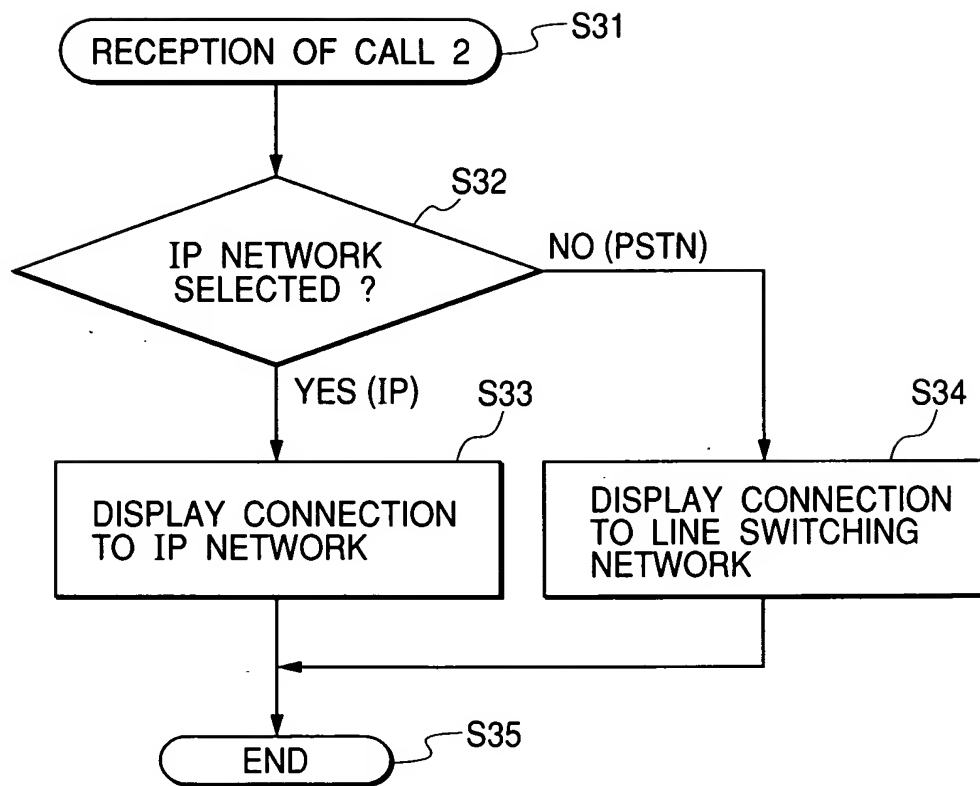 RECEPTION OF CALL 2
S31
S32
IP NETWORK
SELECTED ?
NO (PSTN)
YES (IP)
S33
S34
DISPLAY CONNECTION
TO IP NETWORK
DISPLAY CONNECTION
TO LINE SWITCHING
NETWORK
END
S35